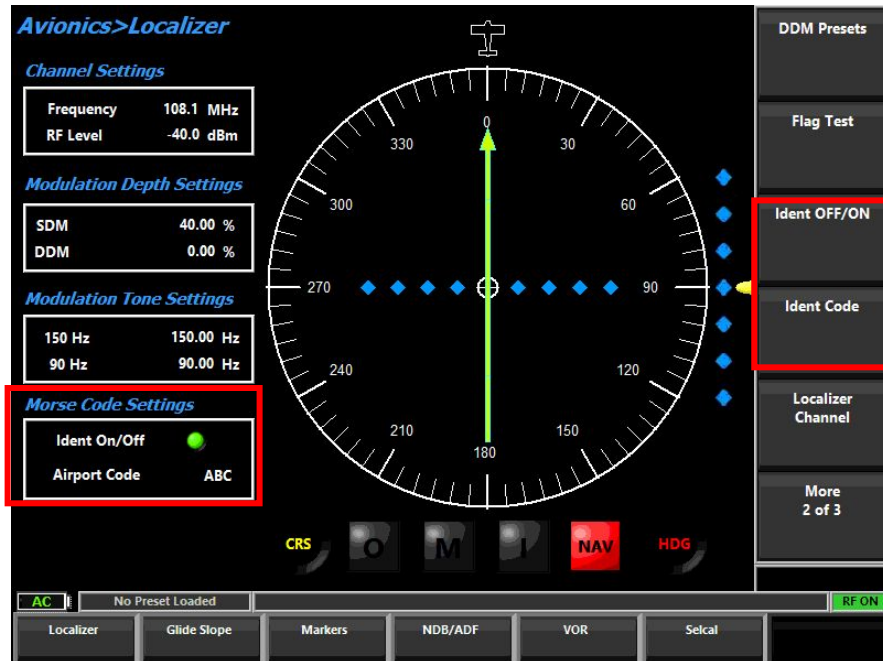 Avionics>Localizer
Channel Settings
Frequency 108.1 MHz
RF Level -40.0 dBm
Modulation Depth Settings
SDM 40.00 %
DDM 0.00 %
Modulation Tone Settings
150 Hz 150.00 Hz
90 Hz 90.00 Hz
Morse Code Settings
Ident On/Off
Airport Code ABC
0
30
60
90
120
150
180
210
240
270
300
330
CRS
O
M
I
NAV
HDG
DDM Presets
Flag Test
Ident OFF/ON
Ident Code
Localizer
Channel
More
2 of 3
AC
No Preset Loaded
RF ON
Localizer
Glide Slope
Markers
NDB/ADF
VOR
Selcal